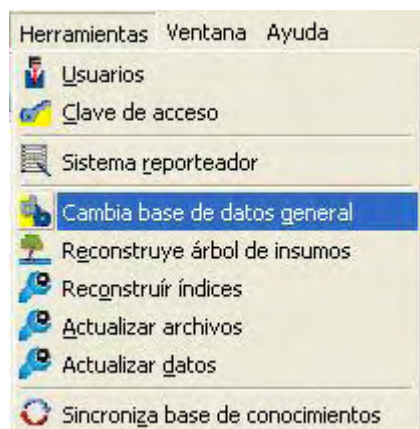 Herramientas Ventana Ayuda
Usuarios
Clave de acceso
Sistema reporteador
Cambia base de datos general
Reconstruye árbol de insumos
Reconstruír índices
Actualizar archivos
Actualizar datos
Sincroniza base de conocimientos